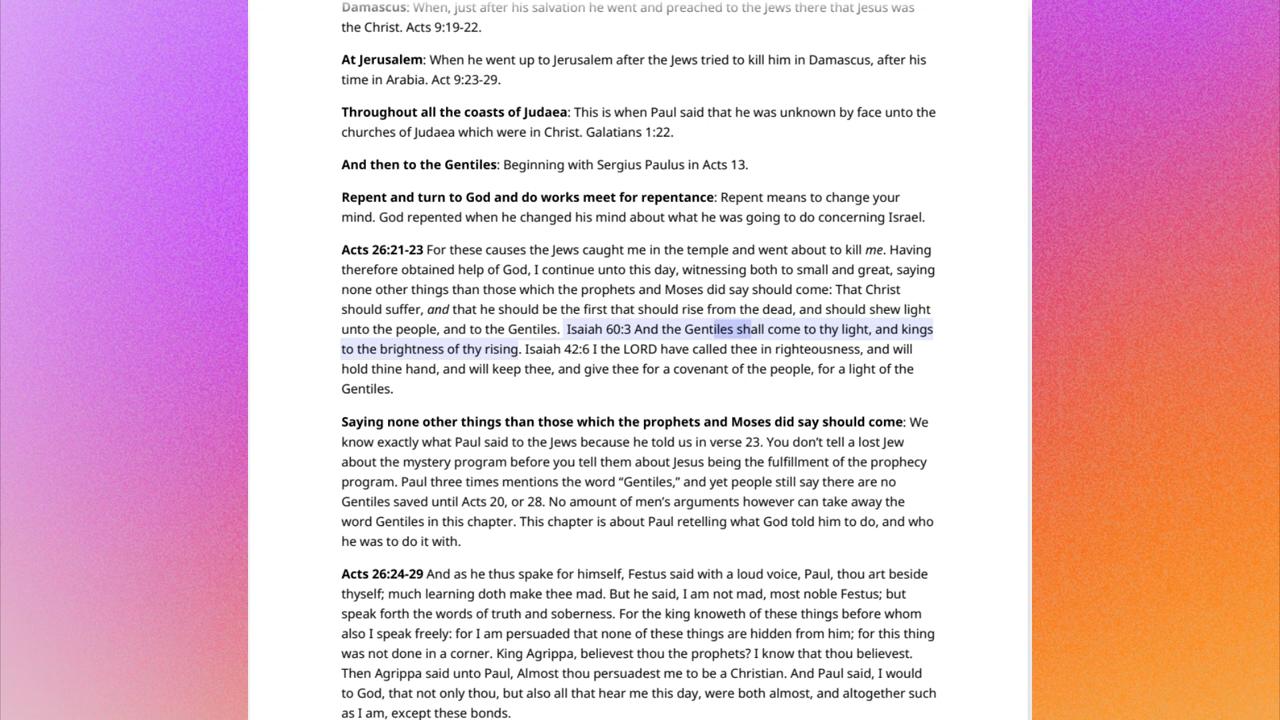 Damascus: When, just after his salvation he went and preached to the Jews there that Jesus was
the Christ. Acts 9:19-22.
At Jerusalem: When he went up to Jerusalem after the Jews tried to kill him in Damascus, after his
time in Arabia. Act 9:23-29.
Throughout all the coasts of Judaea: This is when Paul said that he was unknown by face unto the
churches of Judaea which were in Christ. Galatians 1:22.
And then to the Gentiles: Beginning with Sergius Paulus in Acts 13.
Repent and turn to God and do works meet for repentance: Repent means to change your
mind. God repented when he changed his mind about what he was going to do concerning Israel.
Acts 26:21-23 For these causes the Jews caught me in the temple and went about to kill me. Having
therefore obtained help of God, I continue unto this day, witnessing both to small and great, saying
none other things than those which the prophets and Moses did say should come: That Christ
should suffer, and that he should be the first that should rise from the dead, and should shew light
unto the people, and to the Gentiles. Isaiah 60:3 And the Gentiles shall come to thy light, and kings
to the brightness of thy rising. Isaiah 42:6 I the LORD have called thee in righteousness, and will
hold thine hand, and will keep thee, and give thee for a covenant of the people, for a light of the
Gentiles.
Saying none other things than those which the prophets and Moses did say should come: We
know exactly what Paul said to the Jews because he told us in verse 23. You don’t tell a lost Jew
about the mystery program before you tell them about Jesus being the fulfillment of the prophecy
program. Paul three times mentions the word “Gentiles,” and yet people still say there are no
Gentiles saved until Acts 20, or 28. No amount of men’s arguments however can take away the
word Gentiles in this chapter. This chapter is about Paul retelling what God told him to do, and who
he was to do it with.
Acts 26:24-29 And as he thus spake for himself, Festus said with a loud voice, Paul, thou art beside
thyself; much learning doth make thee mad. But he said, I am not mad, most noble Festus; but
speak forth the words of truth and soberness. For the king knoweth of these things before whom
also I speak freely: for I am persuaded that none of these things are hidden from him; for this thing
was not done in a corner. King Agrippa, believest thou the prophets? I know that thou believest.
Then Agrippa said unto Paul, Almost thou persuadest me to be a Christian. And Paul said, I would
to God, that not only thou, but also all that hear me this day, were both almost, and altogether such
as I am, except these bonds.